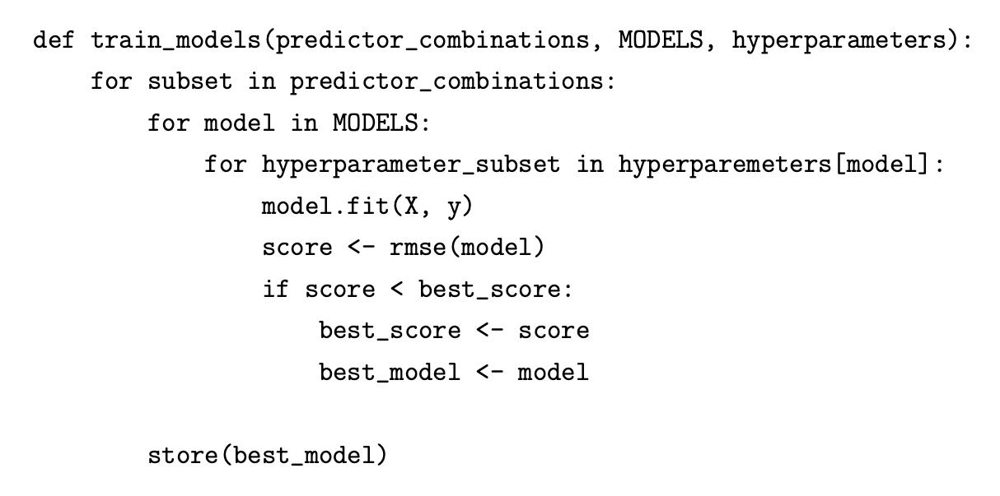 def train_models(predictor_combinations, MODELS, hyperparameters):
for subset in predictor_combinations:
for model in MODELS:
for hyperparameter_subset in hyperparemeters[model]:
model.fit(X, y)
score <- rmse(model)
if score < best_score:
best_score <- score
best_model <- model
store(best_model)